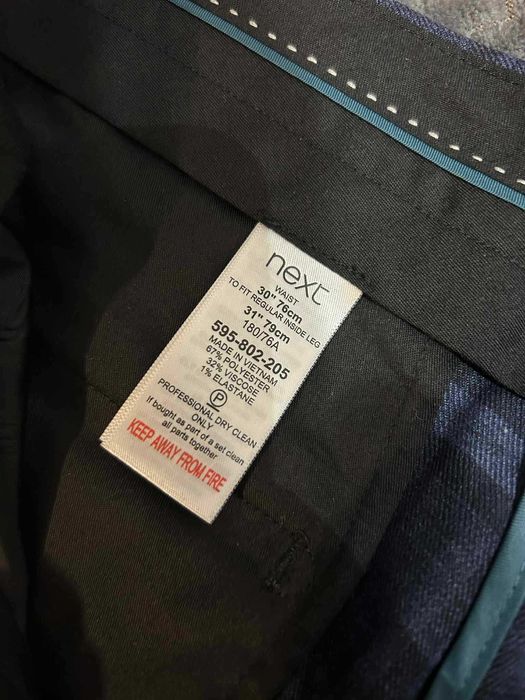 next
WAIST
30" 76cm
TO FIT REGULAR INSIDE LEG
31" 79cm
180/76A
595-802-205
MADE IN VIETNAM
67% POLYESTER
32% VISCOSE
1% ELASTANE
P
PROFESSIONAL DRY CLEAN
ONLY
If bought as part of a set clean
all parts together.
KEEP AWAY FROM FIRE